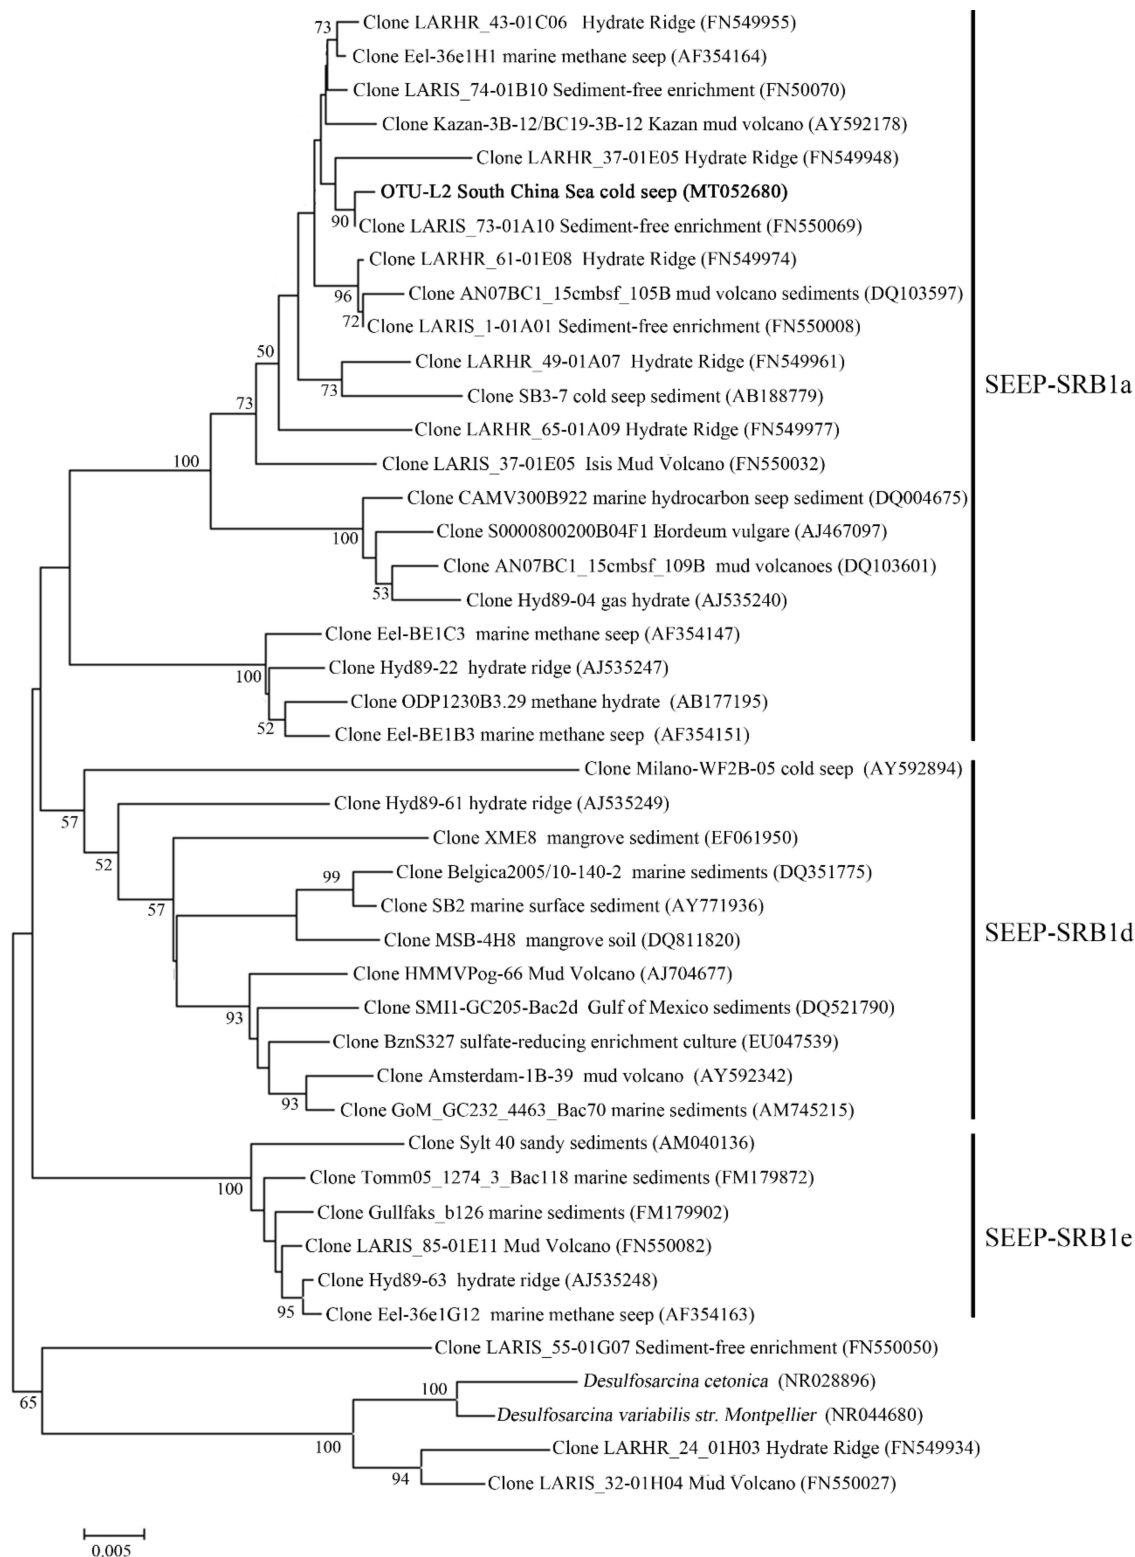 73
Clone LARHR_43-01C06 Hydrate Ridge (FN549955)
Clone Eel-36e1H1 marine methane seep (AF354164)
Clone LARIS_74-01B10 Sediment-free enrichment (FN50070)
Clone Kazan-3B-12/BC19-3B-12 Kazan mud volcano (AY592178)
Clone LARHR_37-01E05 Hydrate Ridge (FN549948)
OTU-L2 South China Sea cold seep (MT052680)
90
Clone LARIS_73-01A10 Sediment-free enrichment (FN550069)
Clone LARHR_61-01E08 Hydrate Ridge (FN549974)
96
Clone AN07BC1_15cmbsf_105B mud volcano sediments (DQ103597)
72
Clone LARIS_1-01A01 Sediment-free enrichment (FN550008)
50
Clone LARHR_49-01A07 Hydrate Ridge (FN549961)
SEEP-SRB1a
73
Clone SB3-7 cold seep sediment (AB188779)
73
Clone LARHR_65-01A09 Hydrate Ridge (FN549977)
100
Clone LARIS_37-01E05 Isis Mud Volcano (FN550032)
Clone CAMV300B922 marine hydrocarbon seep sediment (DQ004675)
100
Clone S0000800200B04F1 Hordeum vulgare (AJ467097)
Clone AN07BC1_15cmbsf_109B mud volcanoes (DQ103601)
53
Clone Hyd89-04 gas hydrate (AJ535240)
Clone Eel-BE1C3 marine methane seep (AF354147)
100
Clone Hyd89-22 hydrate ridge (AJ535247)
Clone ODP1230B3.29 methane hydrate (AB177195)
52
Clone Eel-BE1B3 marine methane seep (AF354151)
Clone Milano-WF2B-05 cold seep (AY592894)
57
Clone Hyd89-61 hydrate ridge (AJ535249)
Clone XME8 mangrove sediment (EF061950)
52
99
Clone Belgica2005/10-140-2 marine sediments (DQ351775)
57
Clone SB2 marine surface sediment (AY771936)
SEEP-SRB1d
Clone MSB-4H8 mangrove soil (DQ811820)
Clone HMMVPog-66 Mud Volcano (AJ704677)
93
Clone SMI1-GC205-Bac2d Gulf of Mexico sediments (DQ521790)
Clone BznS327 sulfate-reducing enrichment culture (EU047539)
Clone Amsterdam-1B-39 mud volcano (AY592342)
93
Clone GoM_GC232_4463_Bac70 marine sediments (AM745215)
Clone Sylt 40 sandy sediments (AM040136)
100
Clone Tomm05_1274_3_Bac118 marine sediments (FM179872)
Clone Gullfaks_b126 marine sediments (FM179902)
SEEP-SRB1e
Clone LARIS_85-01E11 Mud Volcano (FN550082)
Clone Hyd89-63 hydrate ridge (AJ535248)
95
Clone Eel-36e1G12 marine methane seep (AF354163)
Clone LARIS_55-01G07 Sediment-free enrichment (FN550050)
65
100
Desulfosarcina cetonica (NR028896)
Desulfosarcina variabilis str. Montpellier (NR044680)
100
Clone LARHR_24_01H03 Hydrate Ridge (FN549934)
94
Clone LARIS_32-01H04 Mud Volcano (FN550027)
0.005